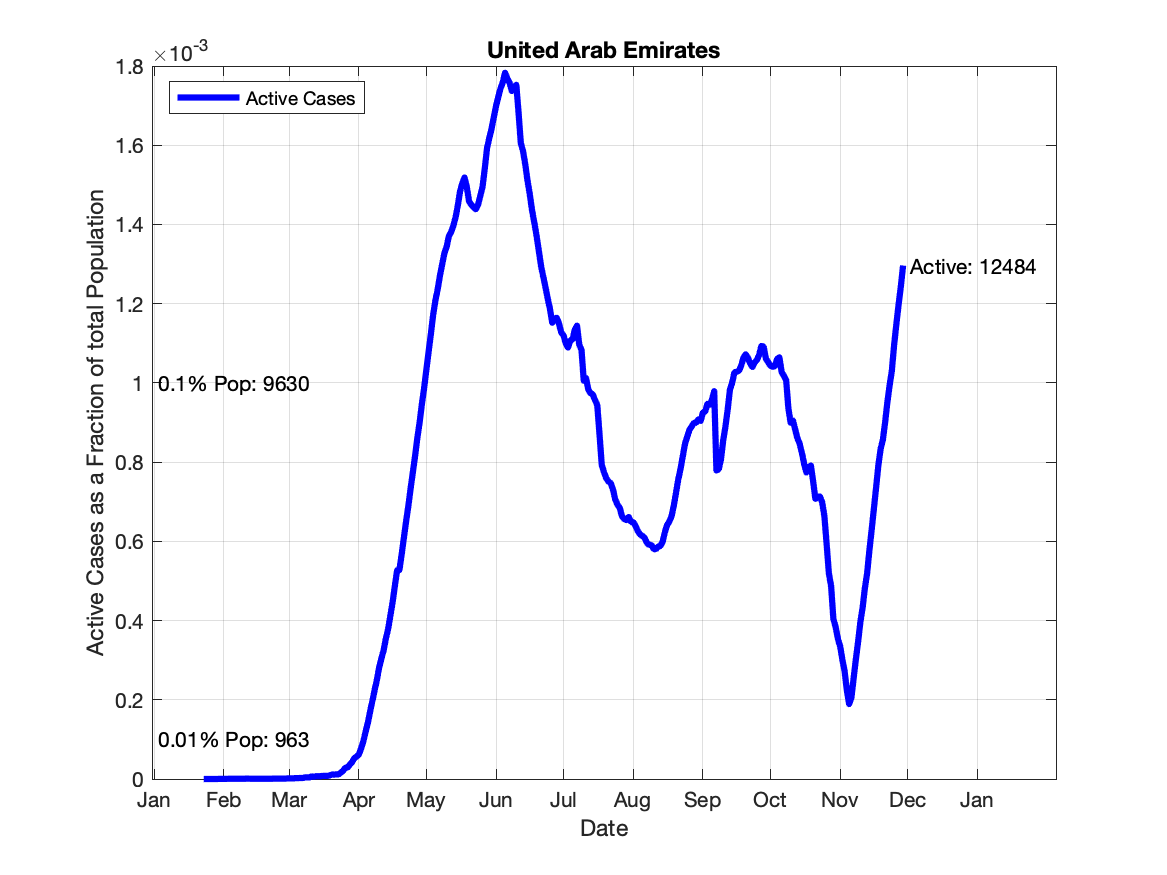 ×10-3
United Arab Emirates
Active Cases
1.8
1.6
1.4
1.2
1
0.8
0.6
0.4
0.2
0
Active Cases as a Fraction of total Population
Active: 12484
0.1% Pop: 9630
0.01% Pop: 963
Jan Feb Mar Apr May Jun Jul Aug Sep Oct Nov Dec Jan
Date